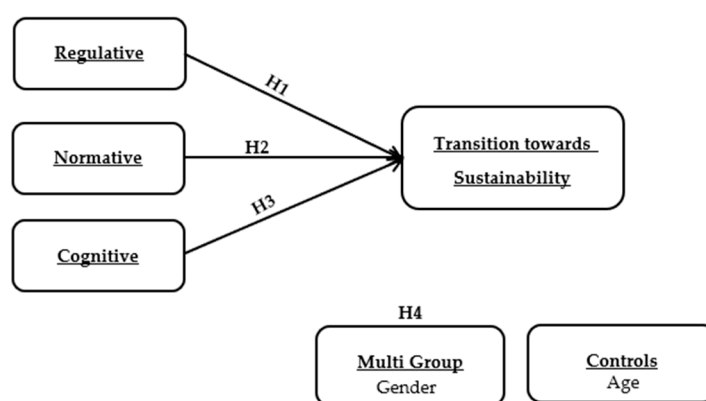 Regulative
H1
Normative
H2
Transition towards
Sustainability
H3
Cognitive
H4
Multi Group
Gender
Controls
Age